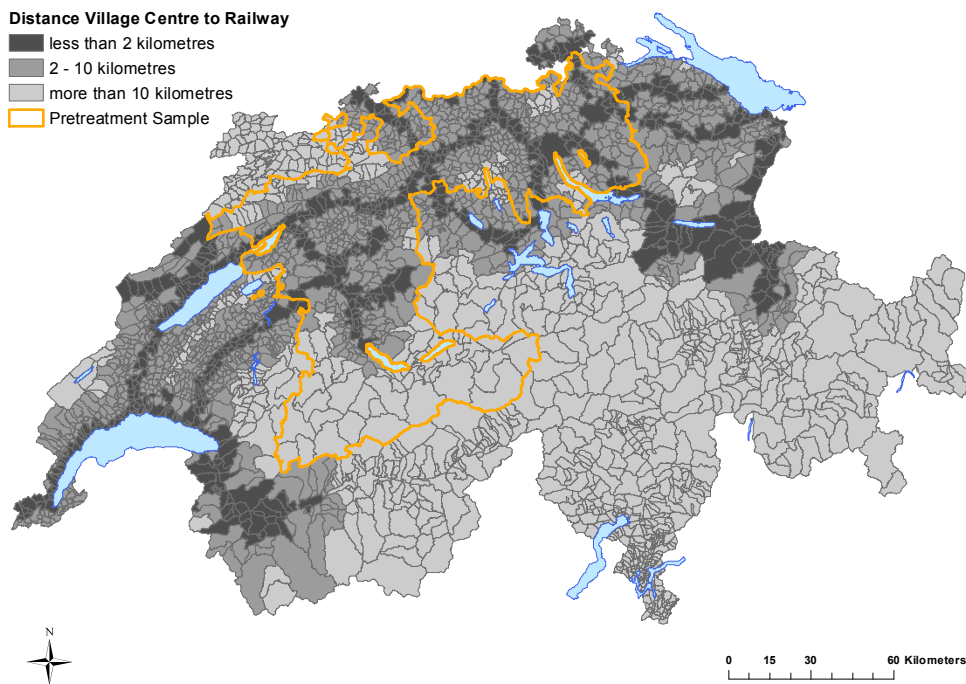 Distance Village Centre to Railway
less than 2 kilometres
2 - 10 kilometres
more than 10 kilometres
Pretreatment Sample
N
0 15 30 60 Kilometers